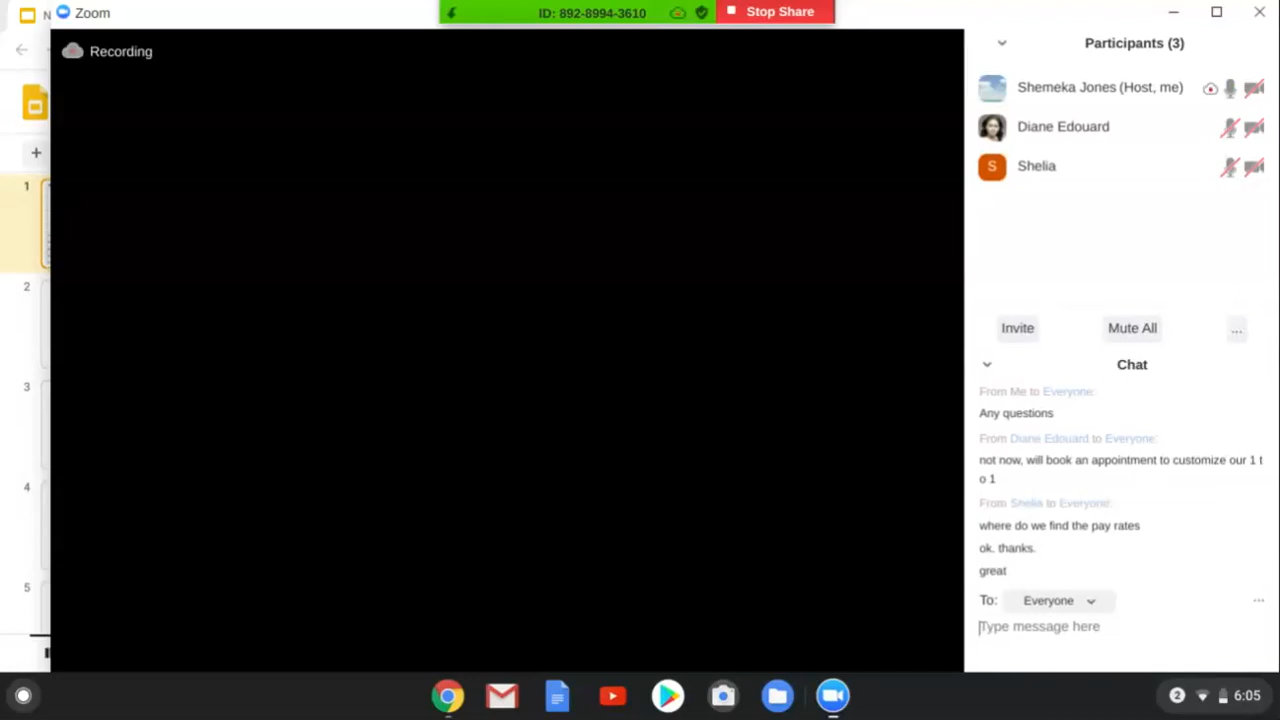 N
Zoom
ID: 892-8994-3610
Stop Share
Recording
Participants (3)
Shemeka Jones (Host, me)
Diane Edouard
S
Shelia
Invite
Mute All
...
Chat
From Me to Everyone:
Any questions
From Diane Edouard to Everyone:
not now, will book an appointment to customize our 1 t
o 1
From Shelia to Everyone:
where do we find the pay rates
ok. thanks.
great
To: Everyone
...
Type message here
1
2
3
4
5
2
6:05